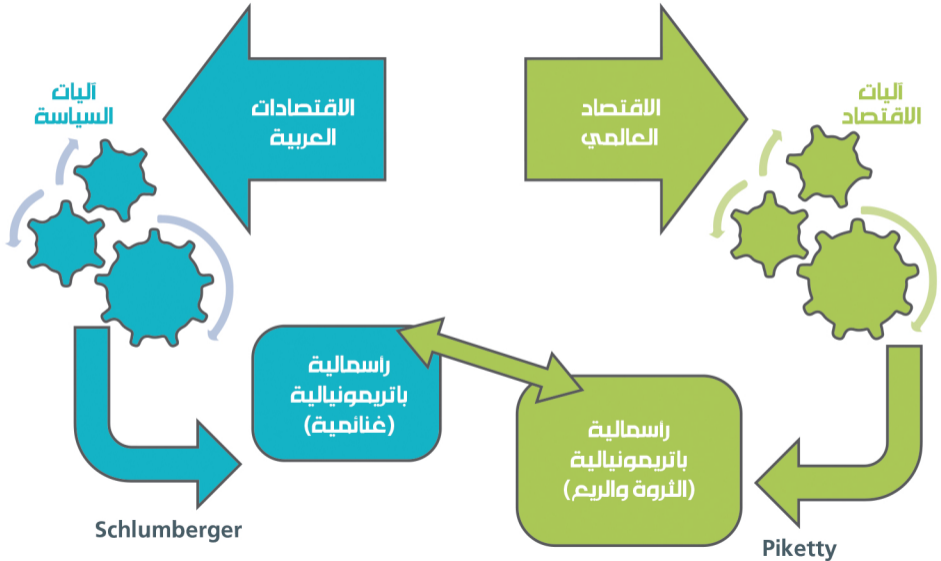 آليات
الاقتصاد
الاقتصاد
العالمي
الاقتصادات
العربية
آليات
السياسة
راسمالية
باتريمونيالية
(غنائمية)
راسمالية
باتريمونيالية
(الثروة والريع)
Schlumberger
Piketty